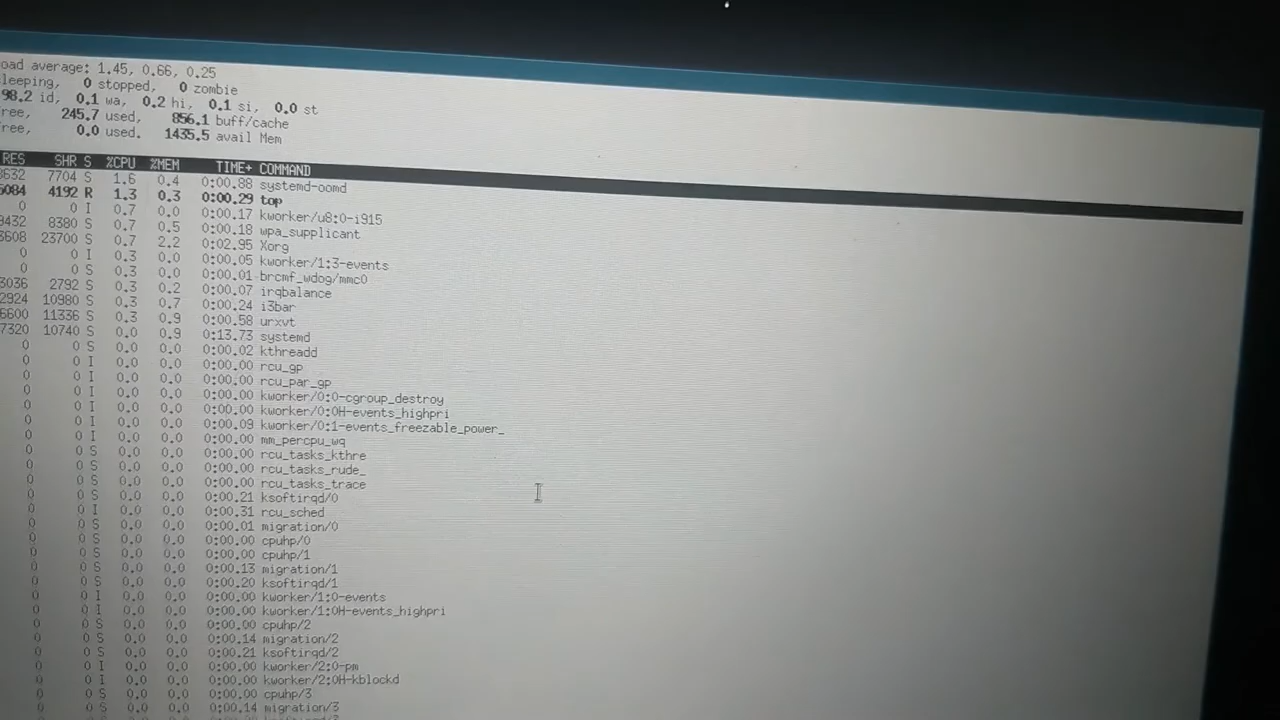 oad average: 1.45, 0.66, 0.25
leeping, 0 stopped, 0 zombie
98.2 id, 0.1 wa, 0.2 hi, 0.1 si, 0.0 st
ree, 245.7 used, 856.1 buff/cache
ree, 0.0 used. 1435.5 avail Mem
RES SHR S %CPU %MEM TIME+ COMMAND
8632 7704 S 1.6 0.4 0:00.88 systemd-oomd
6084 4192 R 1.3 0.3 0:00.29 top
0 0 I 0.7 0.0 0:00.17 kworker/u8:0-i915
9432 8380 S 0.7 0.5 0:00.18 wpa_supplicant
3608 23700 S 0.7 2.2 0:02.95 Xorg
0 0 I 0.3 0.0 0:00.05 kworker/1:3-events
0 0 S 0.3 0.0 0:00.01 brcmf_wdog/mmc0
3036 2792 S 0.3 0.2 0:00.07 irqbalance
2924 10980 S 0.3 0.7 0:00.24 i3bar
6600 11336 S 0.3 0.9 0:00.58 urxvt
7320 10740 S 0.0 0.9 0:13.73 systemd
0 0 S 0.0 0.0 0:00.02 kthreadd
0 0 I 0.0 0.0 0:00.00 rcu_gp
0 0 I 0.0 0.0 0:00.00 rcu_par_gp
0 0 I 0.0 0.0 0:00.00 kworker/0:0-cgroup_destroy
0 0 I 0.0 0.0 0:00.00 kworker/0:0H-events_highpri
0 0 I 0.0 0.0 0:00.09 kworker/0:1-events_freezable_power_
0 0 I 0.0 0.0 0:00.00 mm_percpu_wq
0 0 S 0.0 0.0 0:00.00 rcu_tasks_kthre
0 0 S 0.0 0.0 0:00.00 rcu_tasks_rude_
0 0 S 0.0 0.0 0:00.00 rcu_tasks_trace
0 0 S 0.0 0.0 0:00.21 ksoftirqd/0
0 0 I 0.0 0.0 0:00.31 rcu_sched
0 0 S 0.0 0.0 0:00.01 migration/0
0 0 S 0.0 0.0 0:00.00 cpuhp/0
0 0 S 0.0 0.0 0:00.00 cpuhp/1
0 0 S 0.0 0.0 0:00.13 migration/1
0 0 S 0.0 0.0 0:00.20 ksoftirqd/1
0 0 I 0.0 0.0 0:00.00 kworker/1:0-events
0 0 I 0.0 0.0 0:00.00 kworker/1:0H-events_highpri
0 0 S 0.0 0.0 0:00.00 cpuhp/2
0 0 S 0.0 0.0 0:00.14 migration/2
0 0 S 0.0 0.0 0:00.21 ksoftirqd/2
0 0 I 0.0 0.0 0:00.00 kworker/2:0-pm
0 0 I 0.0 0.0 0:00.00 kworker/2:0H-kblockd
0 0 S 0.0 0.0 0:00.00 cpuhp/3
0 0 S 0.0 0.0 0:00.14 migration/3